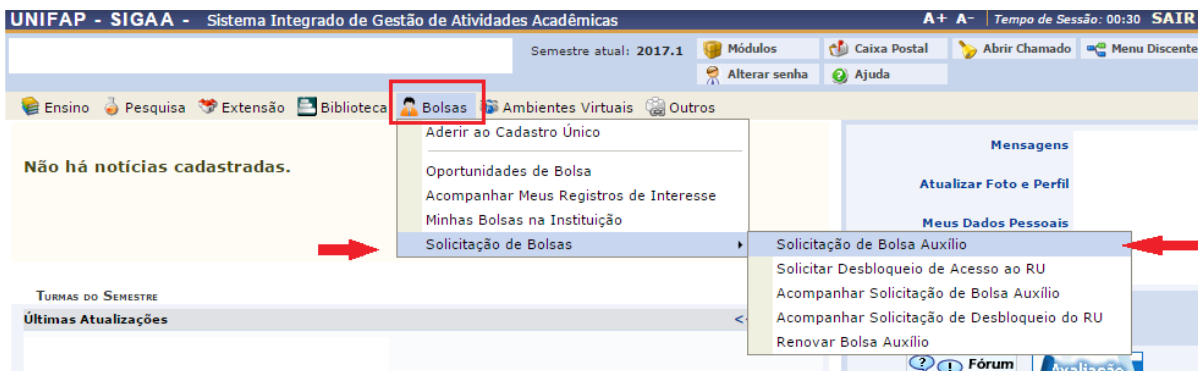 UNIFAP - SIGAA - Sistema Integrado de Gestão de Atividades Acadêmicas A+ A- Tempo de Sessão: 00:30 SAIR
Semestre atual: 2017.1 Módulos Caixa Postal Abrir Chamado Menu Discente
Alterar senha Ajuda
Ensino Pesquisa Extensão Biblioteca Bolsas Ambientes Virtuais Outros
Aderir ao Cadastro Único
Não há notícias cadastradas.
Oportunidades de Bolsa
Acompanhar Meus Registros de Interesse
Minhas Bolsas na Instituição
Solicitação de Bolsas
Mensagens
Atualizar Foto e Perfil
Meus Dados Pessoais
Solicitação de Bolsa Auxílio
Solicitar Desbloqueio de Acesso ao RU
Acompanhar Solicitação de Bolsa Auxílio
Acompanhar Solicitação de Desbloqueio do RU
Renovar Bolsa Auxílio
Turmas do Semestre
Últimas Atualizações <
Fórum
Avaliação